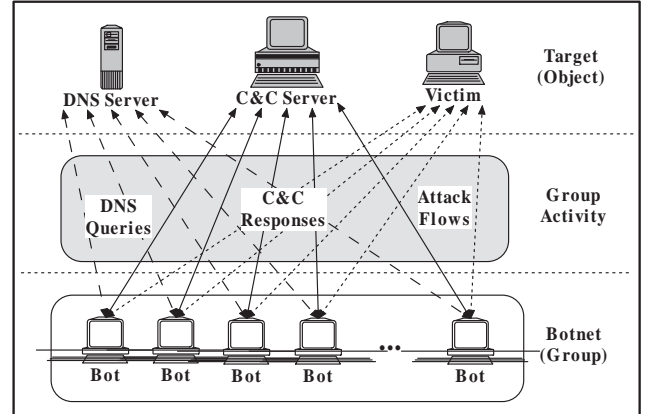 Target
(Object)
DNS Server
C&C Server
Victim
DNS
Queries
C&C
Responses
Attack
Flows
Group
Activity
Botnet
(Group)
Bot Bot Bot Bot ... Bot